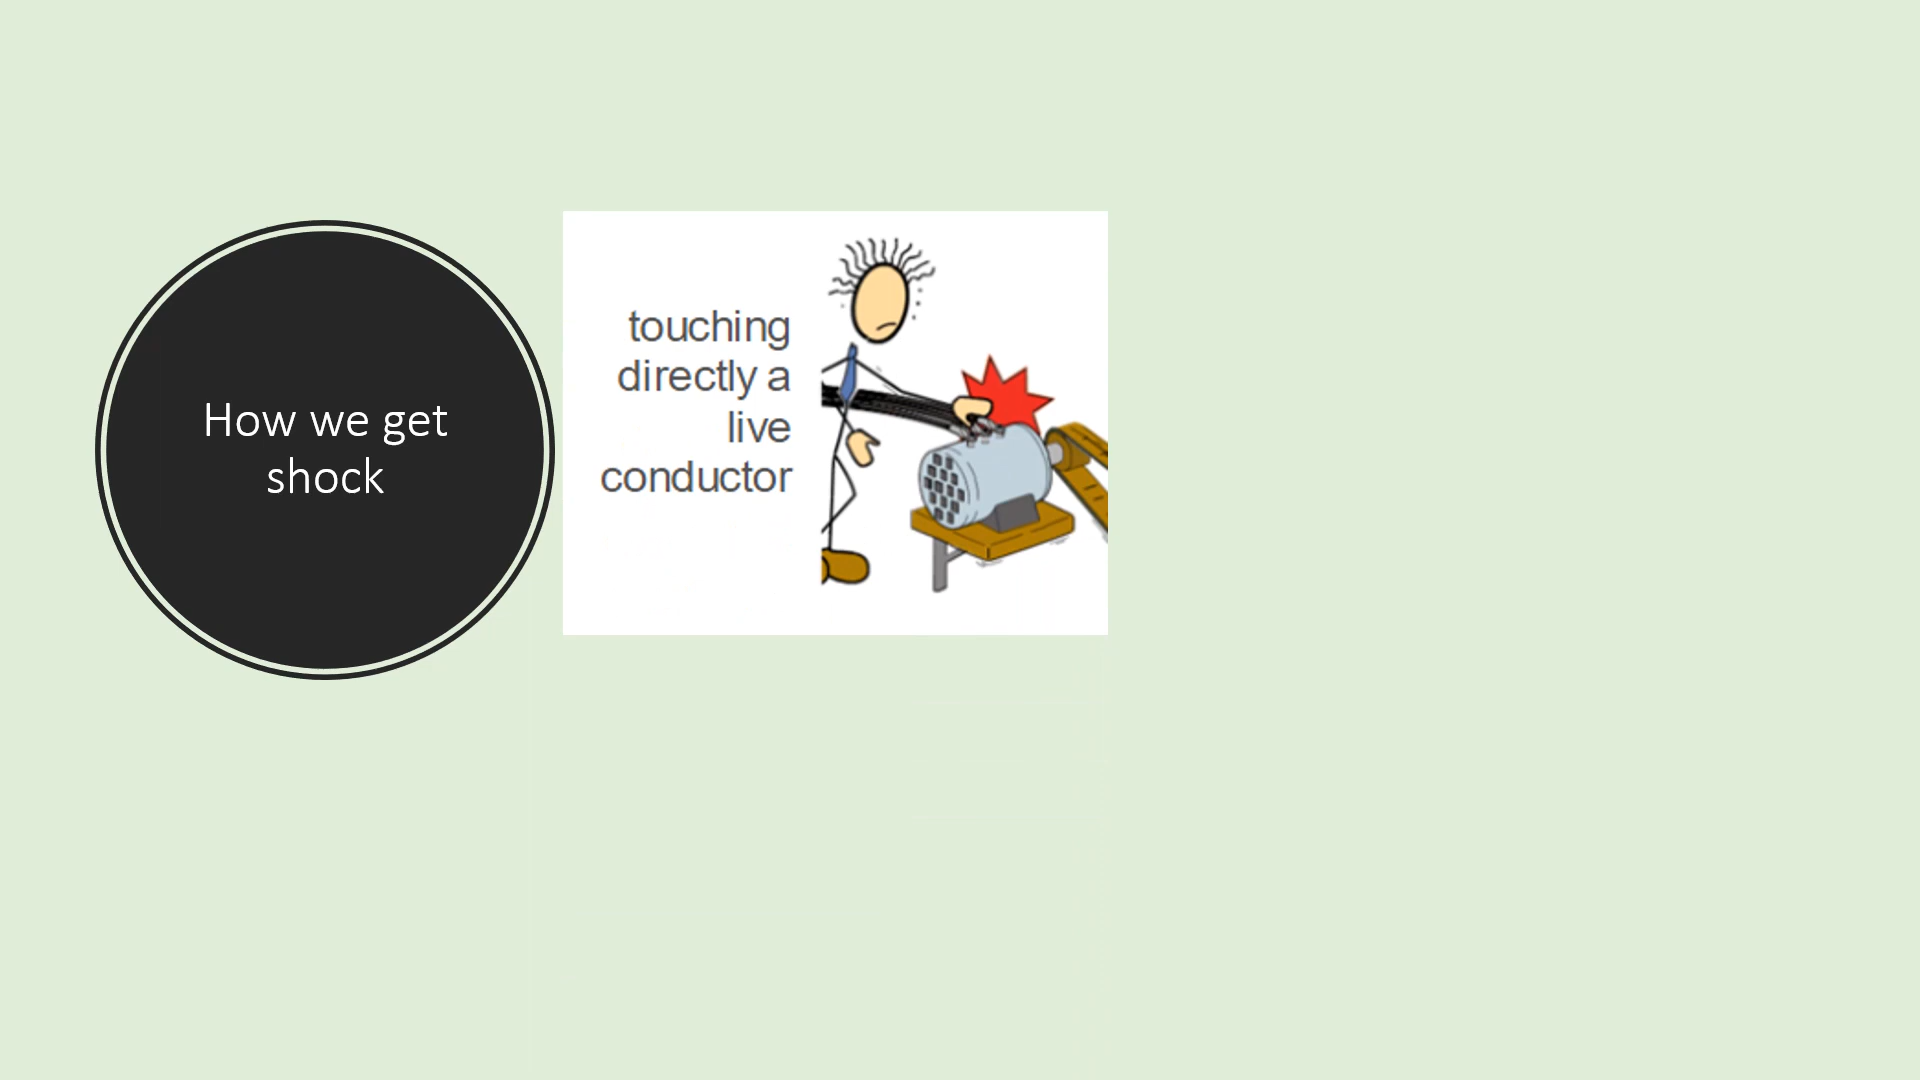 How we get
shock
touching
directly a
live
conductor